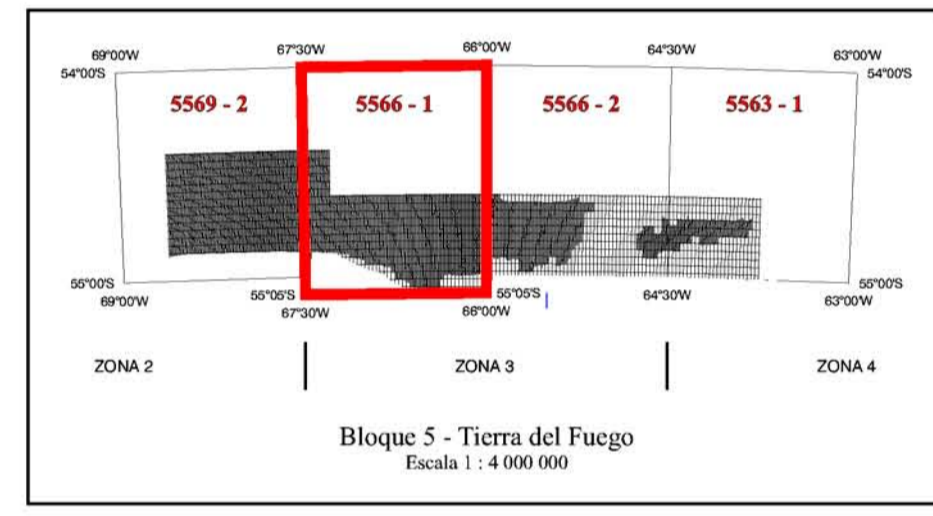 69°00'W 67°30'W 66°00'W 64°30'W 63°00'W
54°00'S 54°00'S
5569 - 2 5566 - 1 5566 - 2 5563 - 1
55°00'S 55°05'S 55°05'S 55°00'S
69°00'W 67°30'W 66°00'W 64°30'W 63°00'W
ZONA 2 ZONA 3 ZONA 4
Bloque 5 - Tierra del Fuego
Escala 1 : 4 000 000